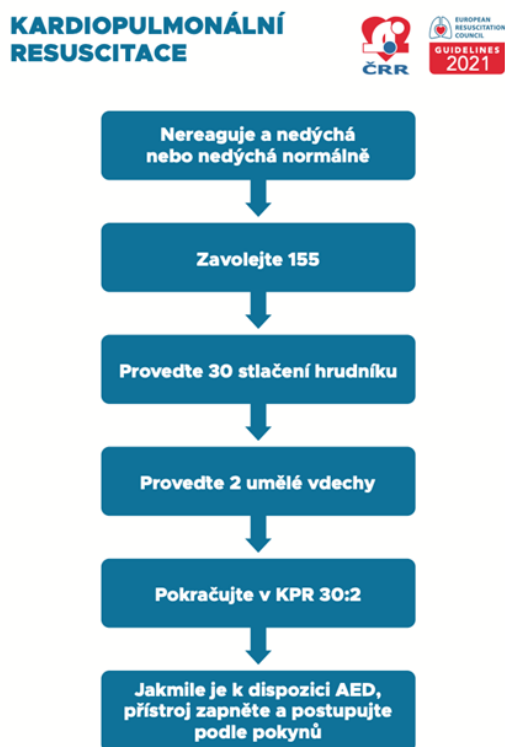 KARDIOPULMONÁLNÍ
RESUSCITACE
ČRR
EUROPEAN
RESUSCITATION
COUNCIL
GUIDELINES
2021
Nereaguje a nedýchá
nebo nedýchá normálně
Zavolejte 155
Proveďte 30 stlačení hrudníku
Proveďte 2 umělé vdechy
Pokračujte v KPR 30:2
Jakmile je k dispozici AED,
přístroj zapněte a postupujte
podle pokynů